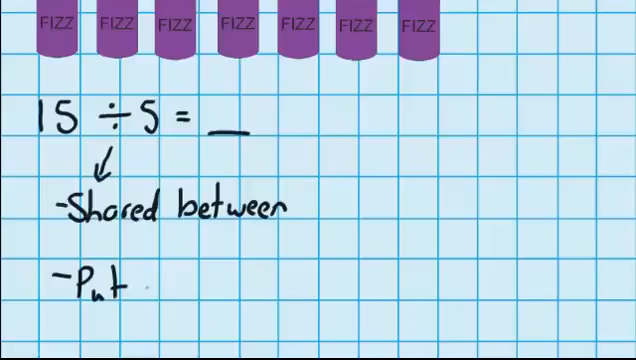 FIZZ FIZZ FIZZ FIZZ FIZZ FIZZ FIZZ
15 ÷ 5 = __
- Shared between
- Put